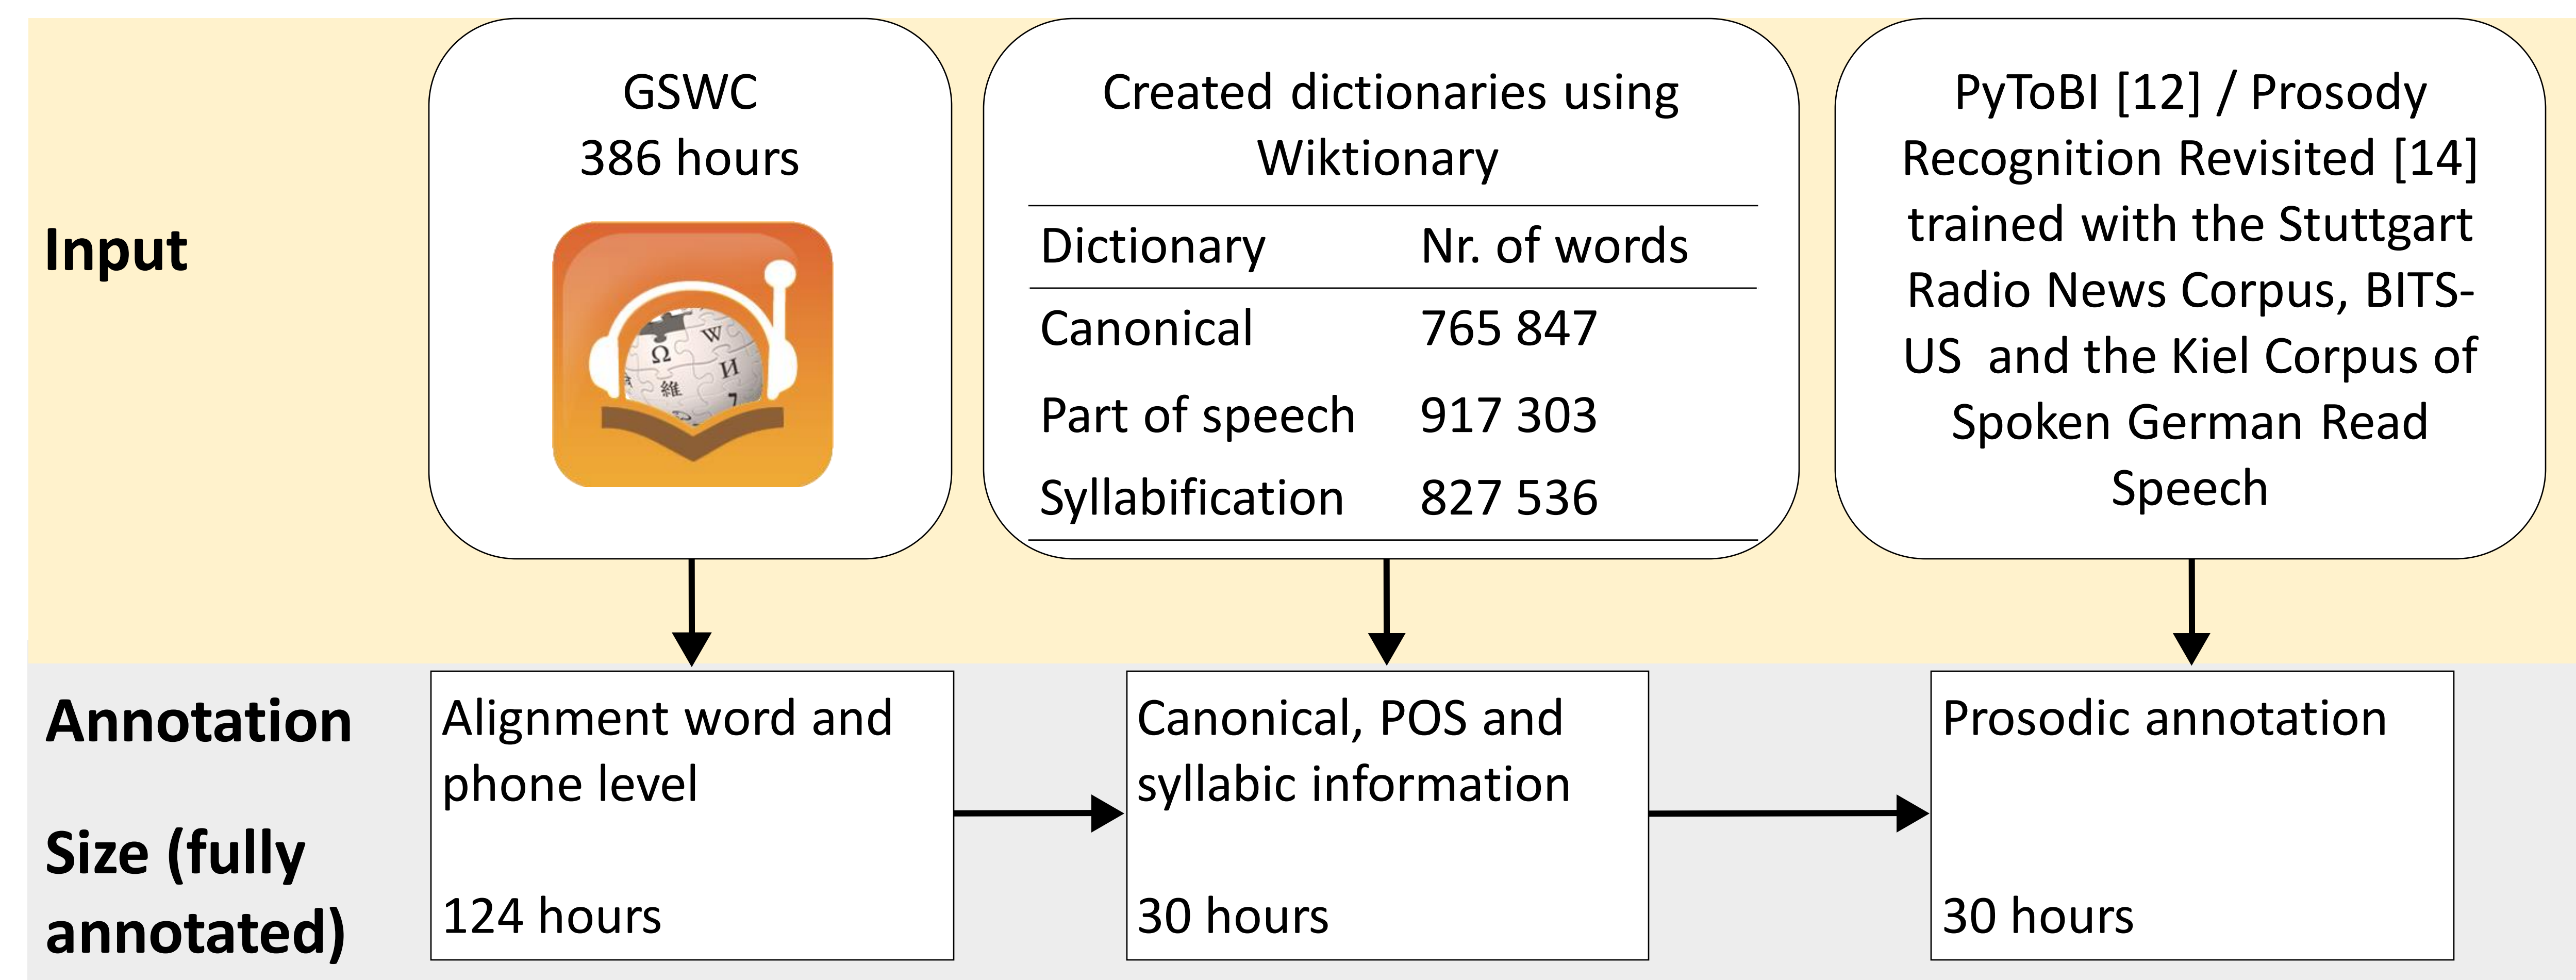 Input
GSWC
386 hours
Ω W
維 И
7
Created dictionaries using
Wiktionary
Dictionary Nr. of words
Canonical 765 847
Part of speech 917 303
Syllabification 827 536
PyToBI [12] / Prosody
Recognition Revisited [14]
trained with the Stuttgart
Radio News Corpus, BITS-
US and the Kiel Corpus of
Spoken German Read
Speech
Annotation
Size (fully
annotated)
Alignment word and
phone level
124 hours
Canonical, POS and
syllabic information
30 hours
Prosodic annotation
30 hours